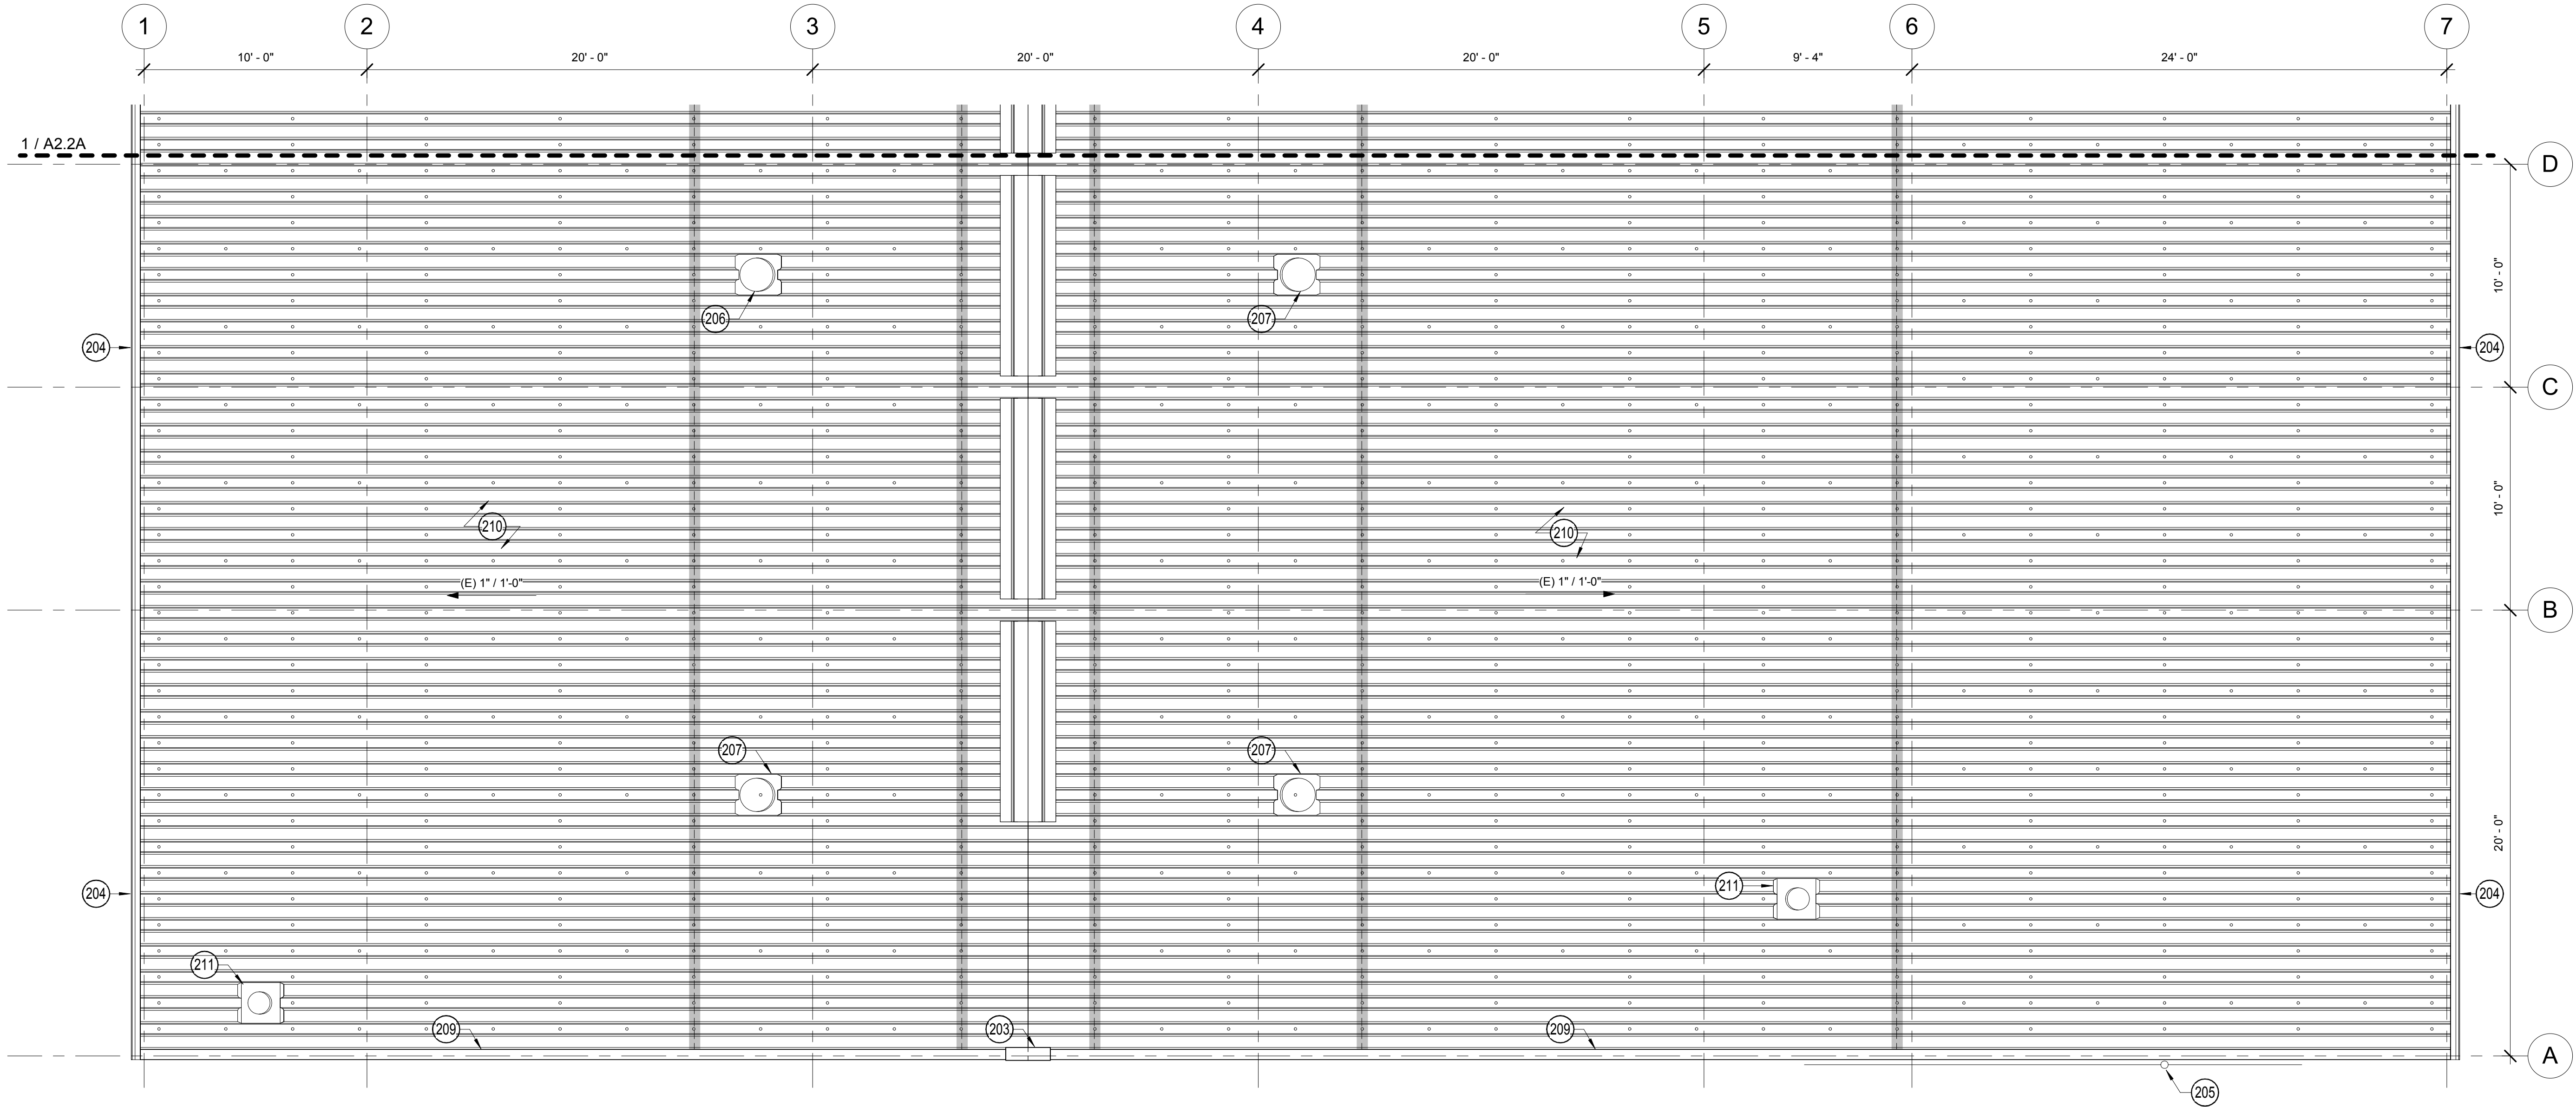 1 2 3 4 5 6 7
10' - 0" 20' - 0" 20' - 0" 20' - 0" 9' - 4" 24' - 0"
1 / A2.2A
D
10' - 0"
206 207
204 204
C
10' - 0"
210 210
(E) 1" / 1'-0" (E) 1" / 1'-0"
B
207 207
20' - 0"
211
204 204
211
209 203 209
A
205